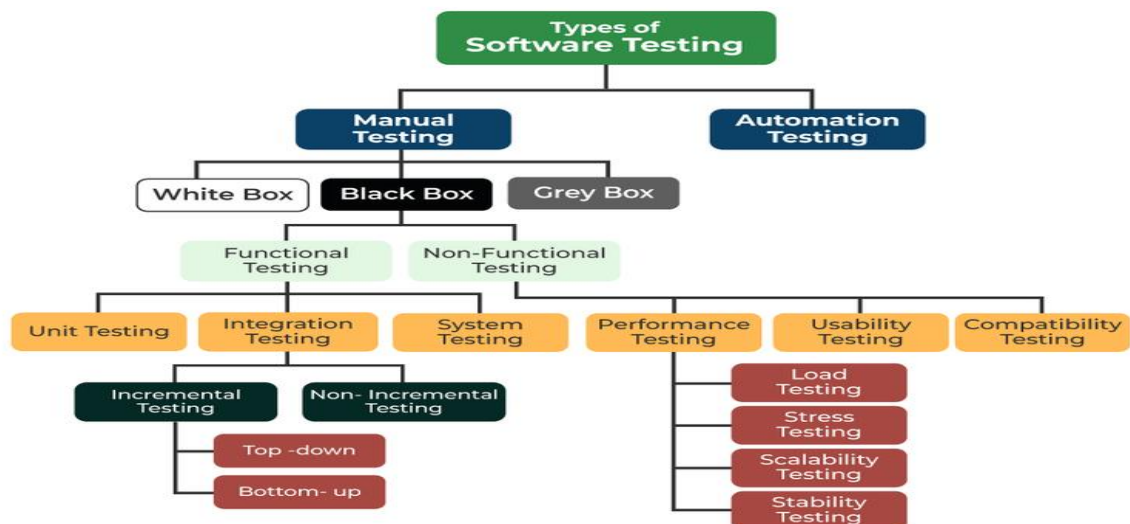 Types of
Software Testing
Manual
Testing
Automation
Testing
White Box
Black Box
Grey Box
Functional
Testing
Non-Functional
Testing
Unit Testing
Integration
Testing
System
Testing
Performance
Testing
Usability
Testing
Compatibility
Testing
Incremental
Testing
Non- Incremental
Testing
Load
Testing
Stress
Testing
Top -down
Scalability
Testing
Bottom- up
Stability
Testing